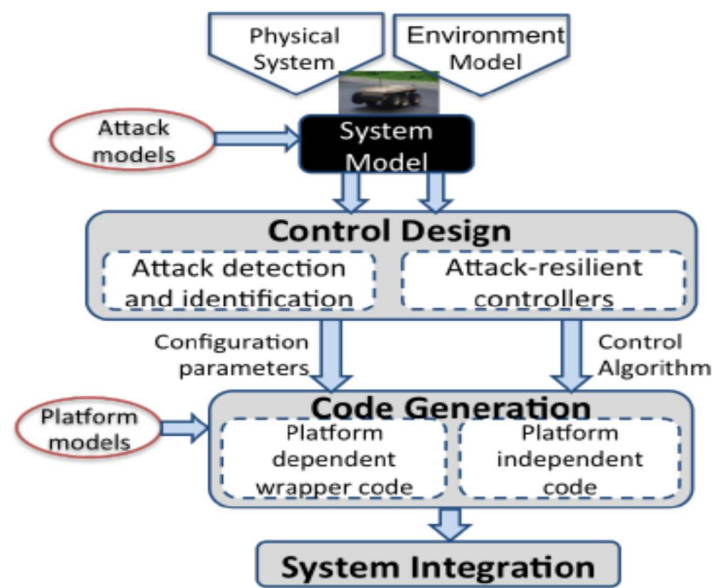 Physical
System
Environment
Model
Attack
models
System
Model
Control Design
Attack detection
and identification
Attack-resilient
controllers
Configuration
parameters
Control
Algorithm
Platform
models
Code Generation
Platform
dependent
wrapper code
Platform
independent
code
System Integration